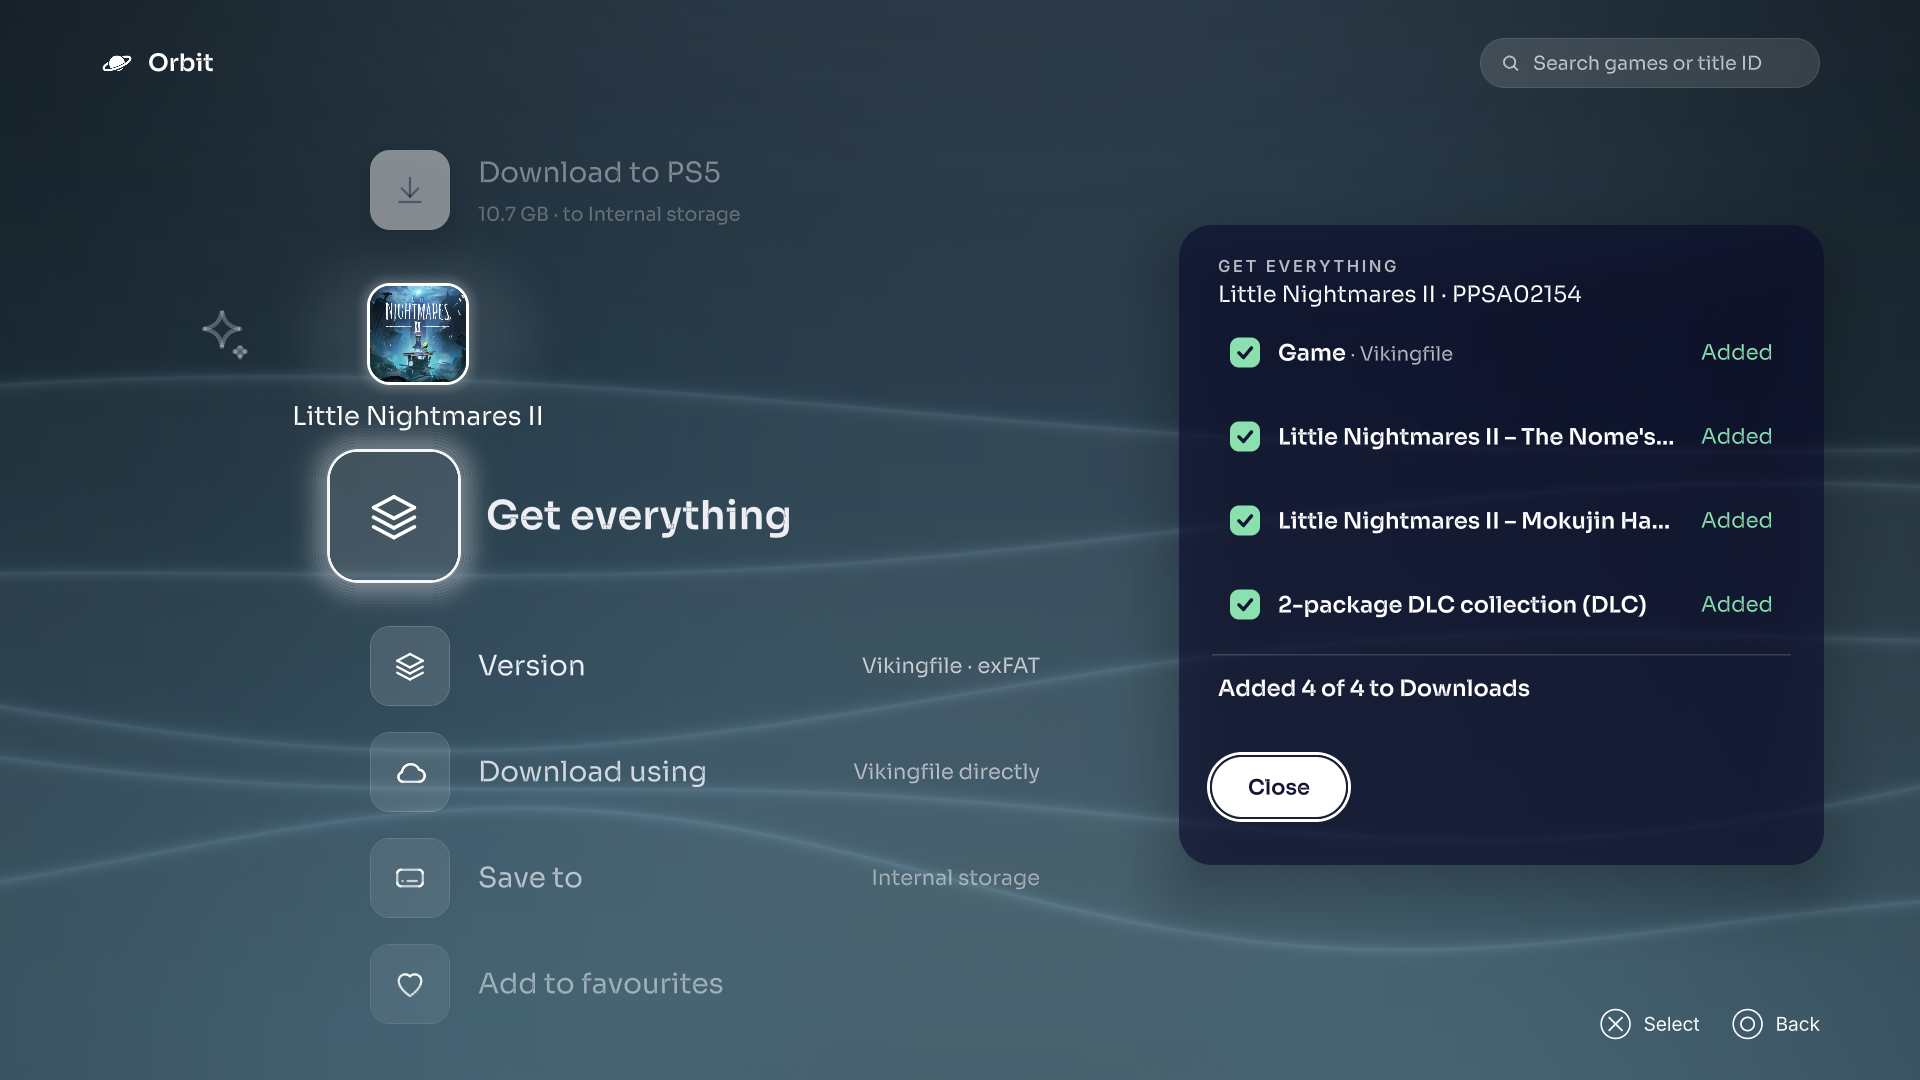 Orbit
Search games or title ID
Download to PS5
10.7 GB · to Internal storage
NIGHTMARES
II
Little Nightmares II
Get everything
Version
Vikingfile · exFAT
Download using
Vikingfile directly
Save to
Internal storage
Add to favourites
GET EVERYTHING
Little Nightmares II · PPSA02154
Game · Vikingfile
Added
Little Nightmares II – The Nome's...
Added
Little Nightmares II – Mokujin Ha...
Added
2-package DLC collection (DLC)
Added
Added 4 of 4 to Downloads
Close
Select
Back